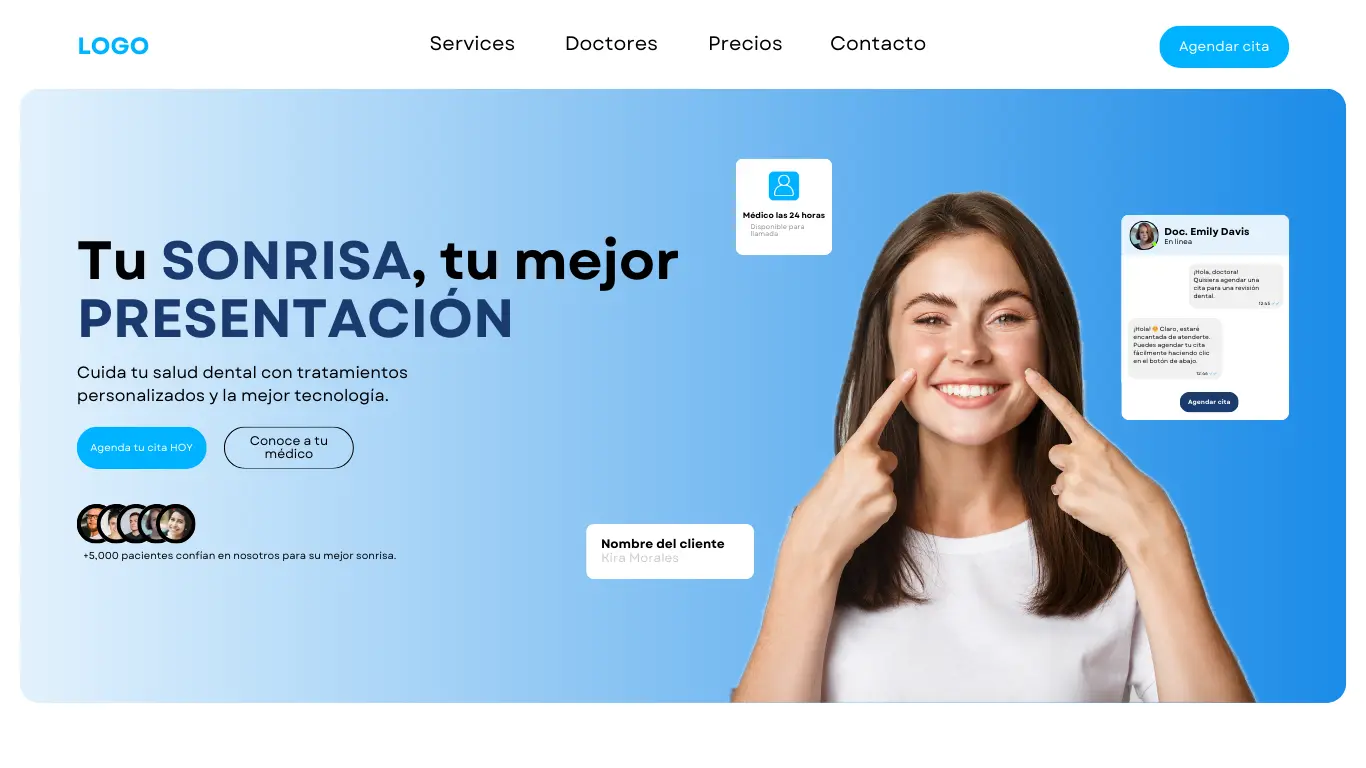 LOGO
Services
Doctores
Precios
Contacto
Agendar cita
Tu SONRISA, tu mejor
PRESENTACIÓN
Cuida tu salud dental con tratamientos
personalizados y la mejor tecnología.
Agenda tu cita HOY
Conoce a tu
médico
+5,000 pacientes confian en nosotros para su mejor sonrisa.
Médico las 24 horas
Disponible para
llamada
Nombre del cliente
Kira Morales
Doc. Emily Davis
En línea
¡Hola, doctora!
Quisiera agendar una
cita para una revisión
dental.
12:45
¡Hola! 😊 Claro, estaré
encantada de atenderte.
Puedes agendar tu cita
fácilmente haciendo clic
en el botón de abajo.
12:46
Agendar cita